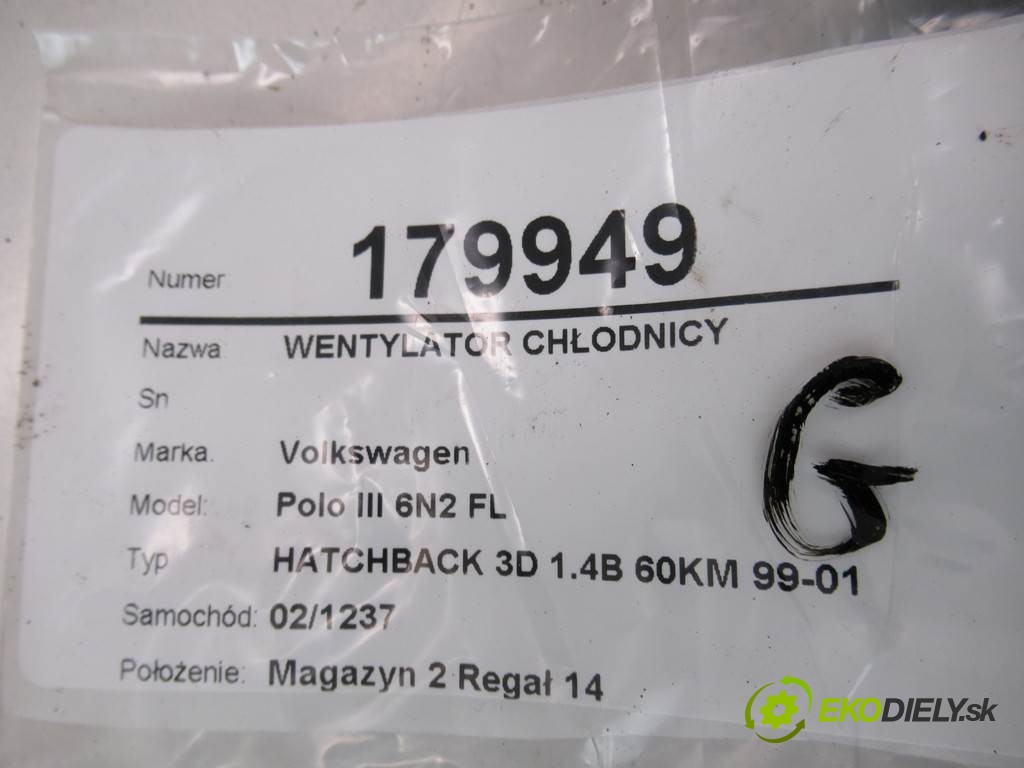 Numer: 179949
Nazwa: WENTYLATOR CHŁODNICY
Sn
Marka: Volkswagen
Model: Polo III 6N2 FL
Typ HATCHBACK 3D 1.4B 60KM 99-01
Samochód: 02/1237
Położenie: Magazyn 2 Regał 14
G
EKODIELY.sk